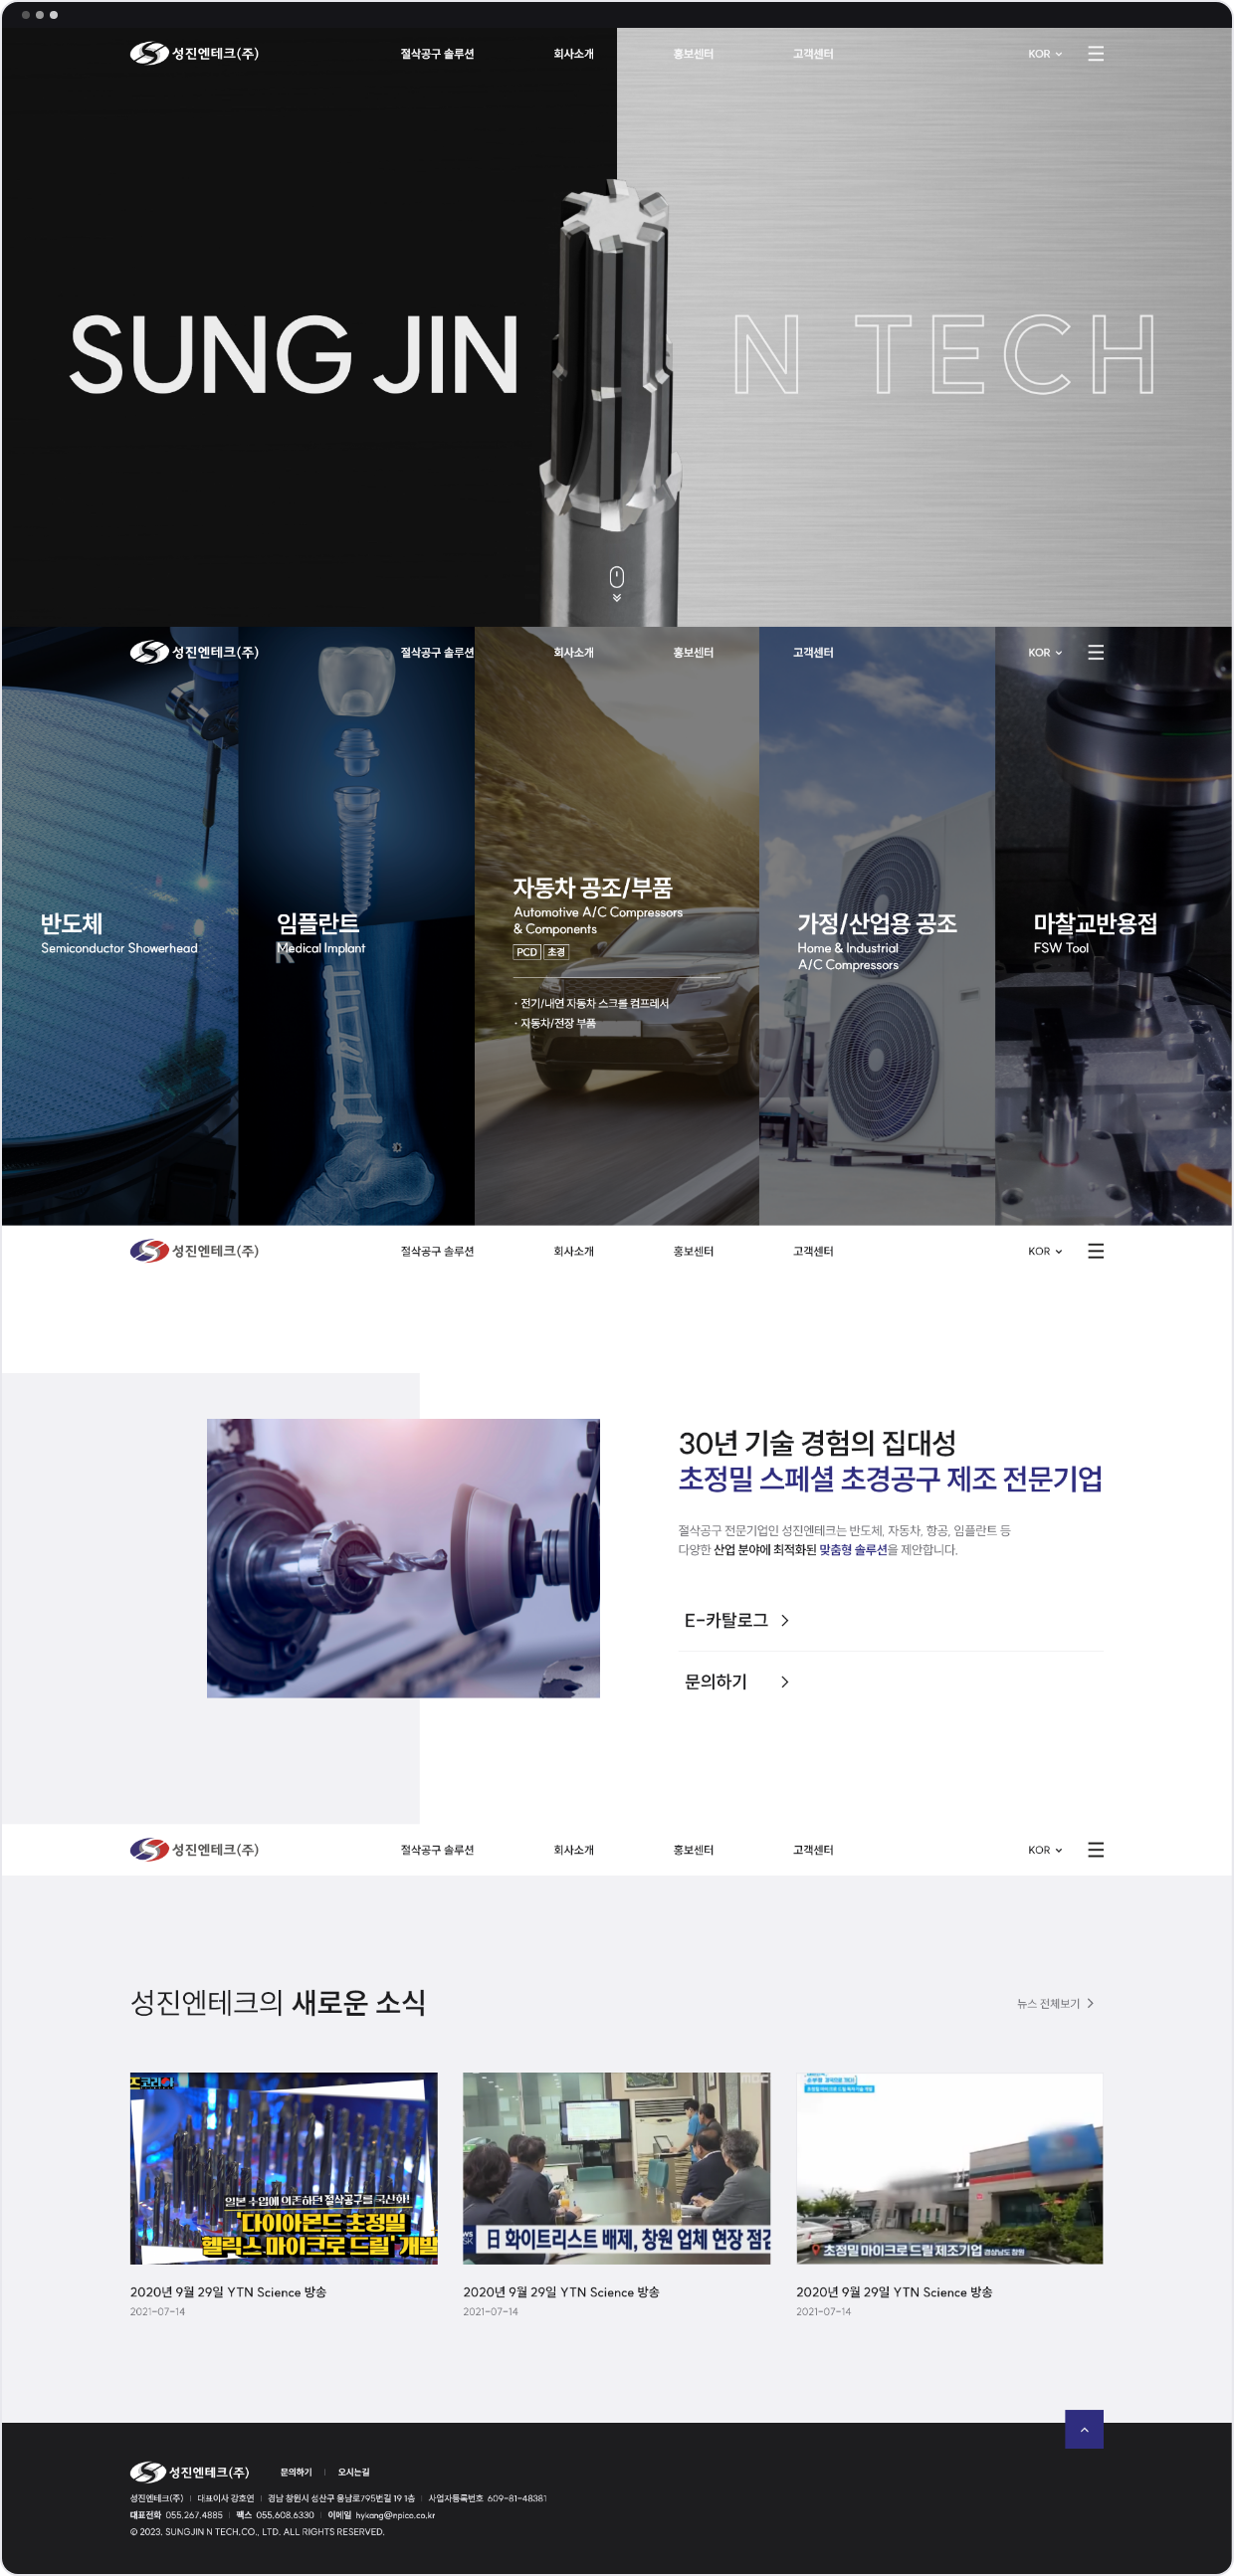 성진엔테크(주)
절삭공구 솔루션
회사소개
홍보센터
고객센터
KOR
SUNG JIN
N TECH
성진엔테크(주)
절삭공구 솔루션
회사소개
홍보센터
고객센터
KOR
반도체
Semiconductor Showerhead
임플란트
R
Medical Implant
자동차 공조/부품
Automotive A/C Compressors
& Components
PCD 초경
· 전기/내연 자동차 스크롤 컴프레서
· 자동차/전장 부품
가정/산업용 공조
Home & Industrial
A/C Compressors
마찰교반용접
FSW Tool
성진엔테크(주)
절삭공구 솔루션
회사소개
홍보센터
고객센터
KOR
30년 기술 경험의 집대성
초정밀 스페셜 초경공구 제조 전문기업
절삭공구 전문기업인 성진엔테크는 반도체, 자동차, 항공, 임플란트 등
다양한 산업 분야에 최적화된 맞춤형 솔루션을 제안합니다.
E-카탈로그
문의하기
성진엔테크(주)
절삭공구 솔루션
회사소개
홍보센터
고객센터
KOR
성진엔테크의 새로운 소식
뉴스 전체보기
일본 수입에 의존하던 절삭공구를 국산화!
'다이아몬드 초정밀
헬릭스 마이크로 드릴' 개발
2020년 9월 29일 YTN Science 방송
2021-07-14
MBC
日 화이트리스트 배제, 창원 업체 현장 점검
2020년 9월 29일 YTN Science 방송
2021-07-14
초정밀 마이크로 드릴 제조기업 경상남도 창원
2020년 9월 29일 YTN Science 방송
2021-07-14
성진엔테크(주)
문의하기 | 오시는길
성진엔테크(주) | 대표이사 강호연 | 경남 창원시 성산구 웅남로795번길 19 1층 | 사업자등록번호 609-81-48381
대표전화 055.267.4885 | 팩스 055.608.6330 | 이메일 hykang@npico.co.kr
© 2023. SUNGJIN N TECH.CO., LTD. ALL RIGHTS RESERVED.